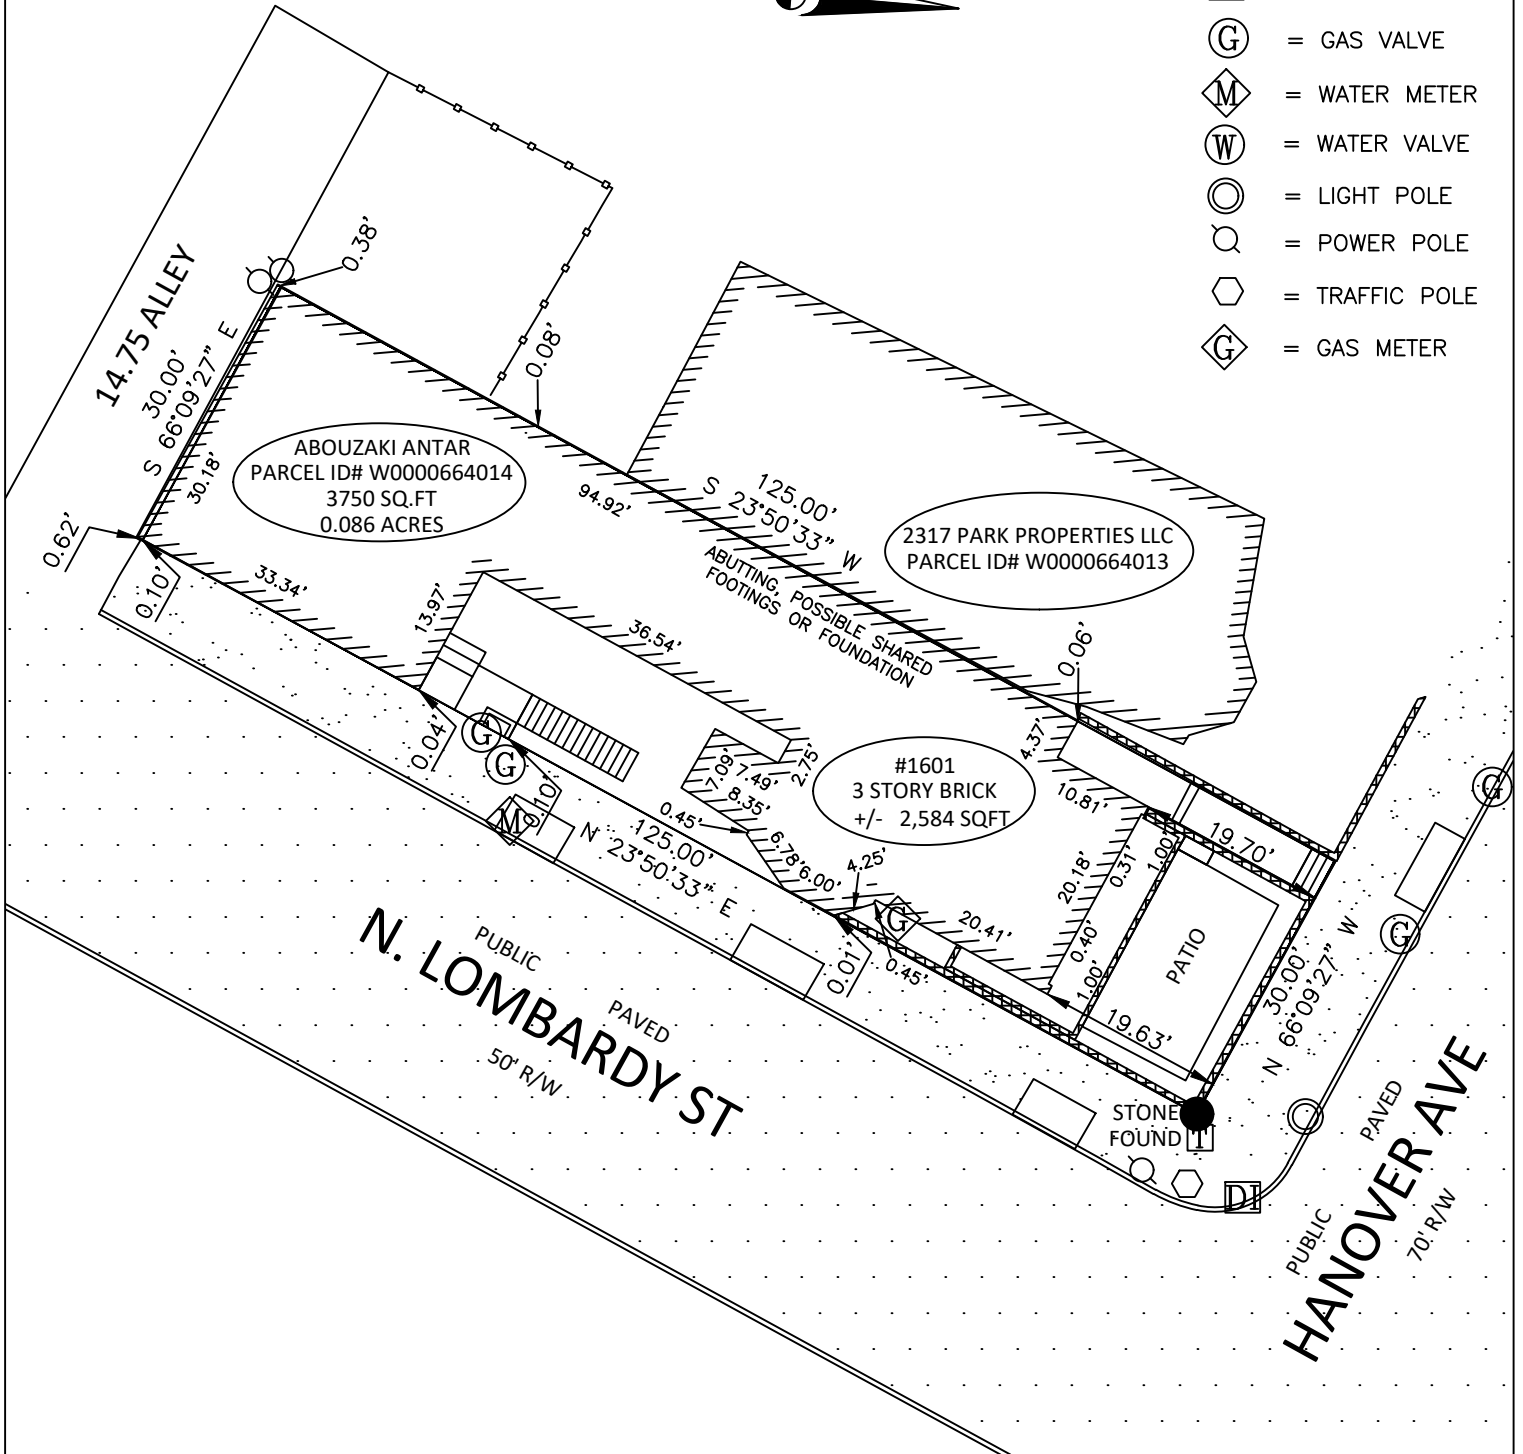 G = GAS VALVE
M = WATER METER
W = WATER VALVE
= LIGHT POLE
= POWER POLE
= TRAFFIC POLE
G = GAS METER
14.75 ALLEY
30.00'
S 66°09'27" E
30.18'
0.38'
0.08'
0.62'
0.10'
ABOUZAKI ANTAR
PARCEL ID# W0000664014
3750 SQ.FT
0.086 ACRES
94.92'
125.00'
S 23°50'33" W
ABUTTING, POSSIBLE SHARED
FOOTINGS OR FOUNDATION
2317 PARK PROPERTIES LLC
PARCEL ID# W0000664013
0.06'
33.34'
13.97'
36.54'
0.04'
G
G
M
0.10'
7.09'
7.49'
8.35'
2.75'
0.45'
6.78'
6.00'
4.25'
#1601
3 STORY BRICK
+/- 2,584 SQFT
4.37'
10.81'
19.70'
20.18'
0.31'
1.00'
0.40'
1.00'
20.41'
G
0.45'
0.01'
125.00'
N 23°50'33" E
PATIO
19.63'
30.00'
N 66°09'27" W
G
G
STONE
FOUND
T
DI
PUBLIC
N. LOMBARDY ST
PAVED
50' R/W
PAVED
HANOVER AVE
PUBLIC
70' R/W